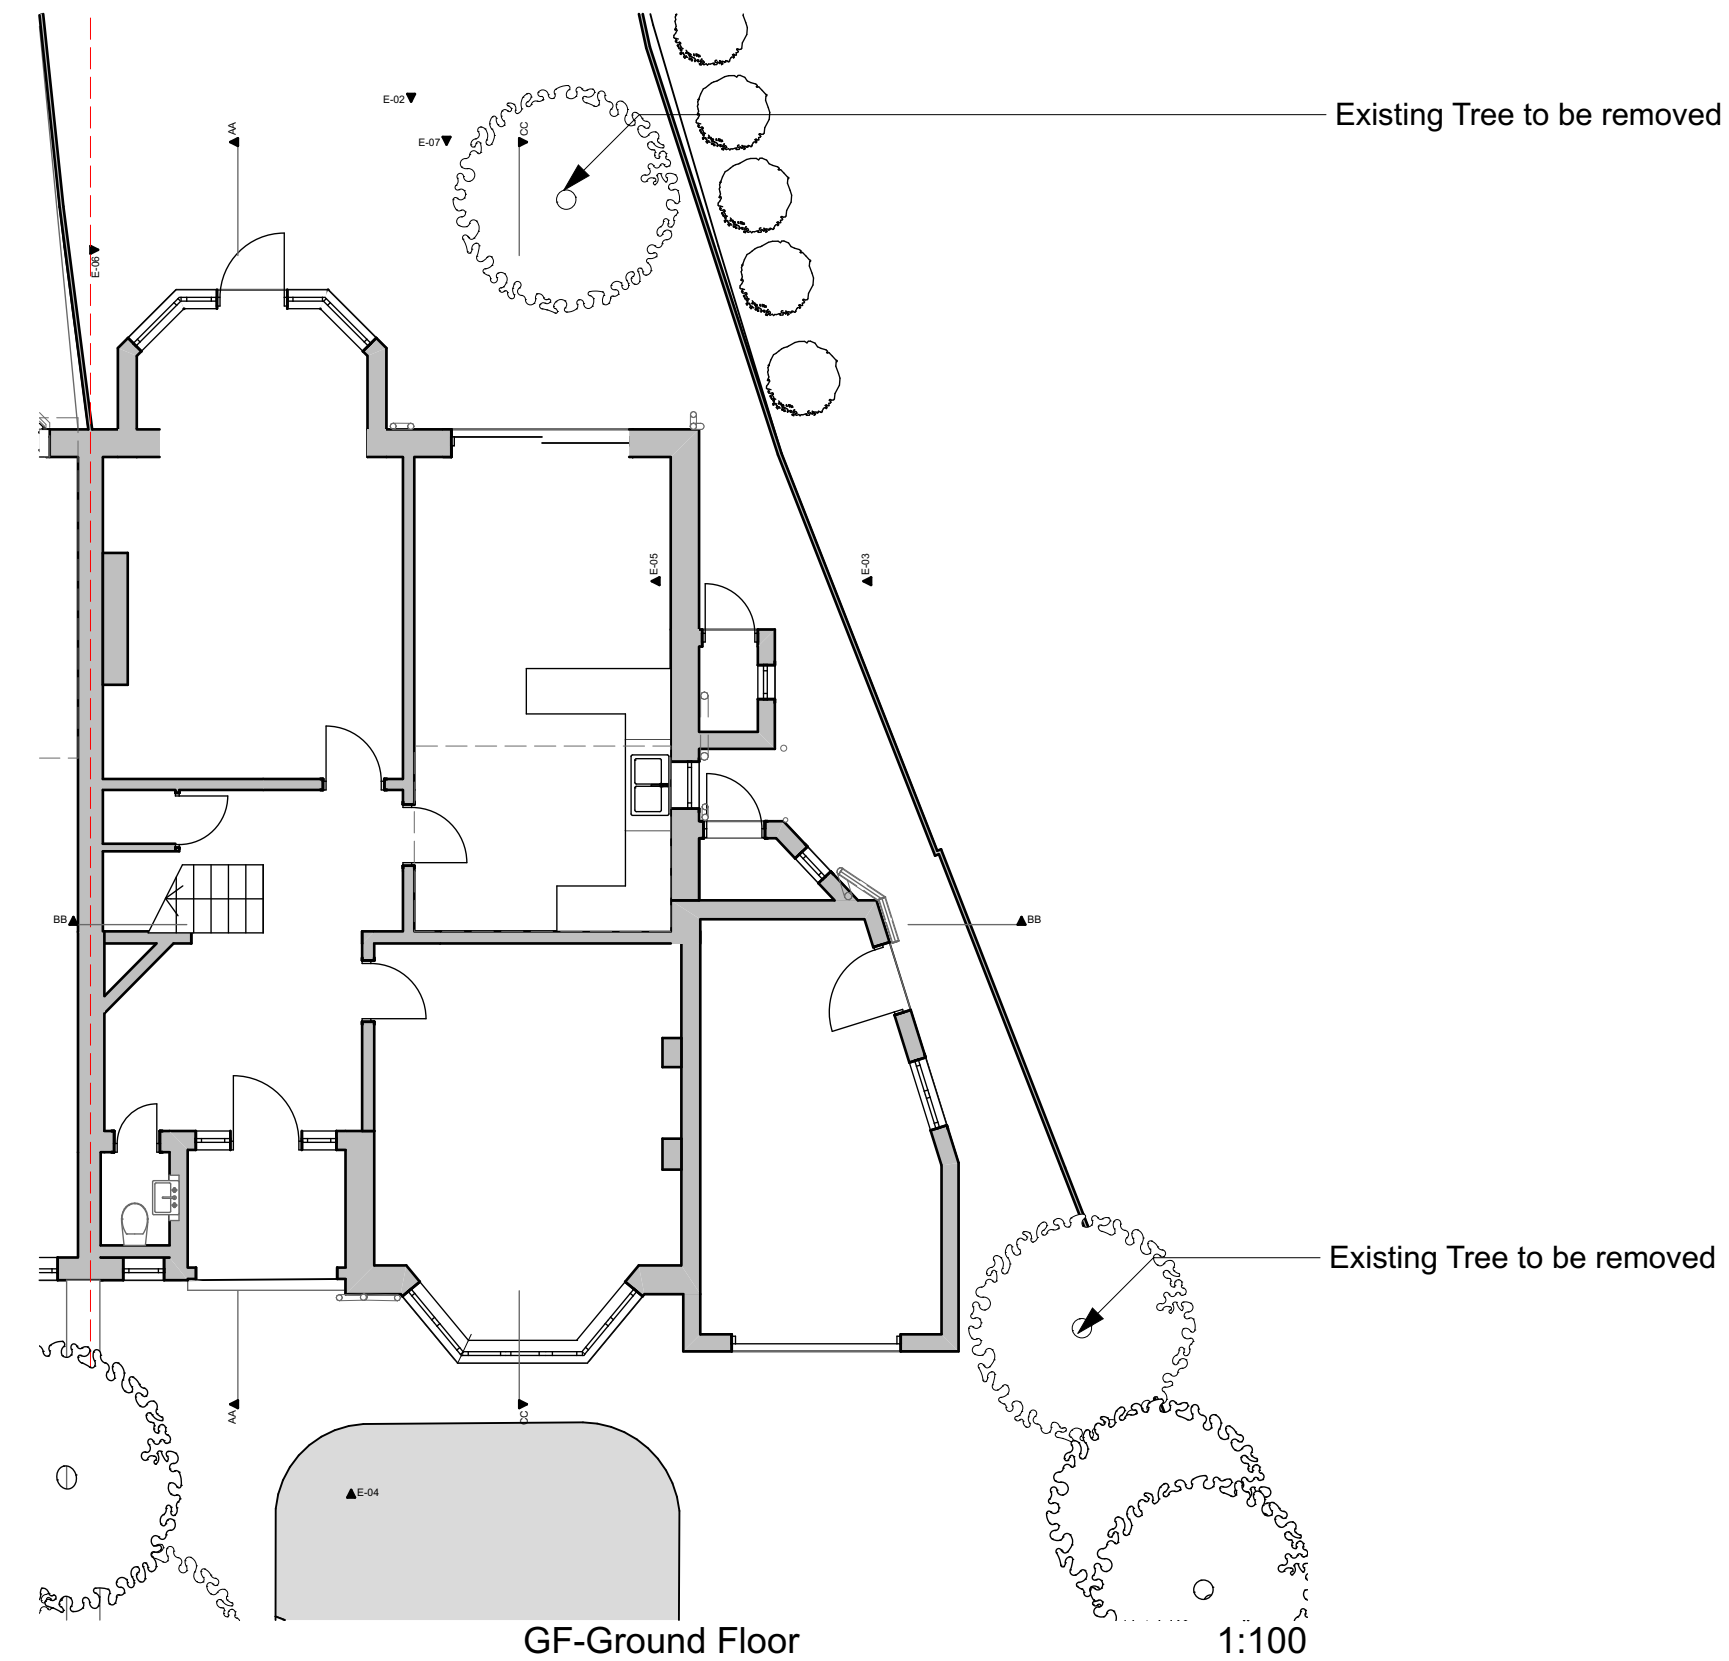 E-02
Existing Tree to be removed
AA
CC
E-07
E-06
E-05
E-03
BB
BB
Existing Tree to be removed
AA
CC
E-04
GF-Ground Floor
1:100